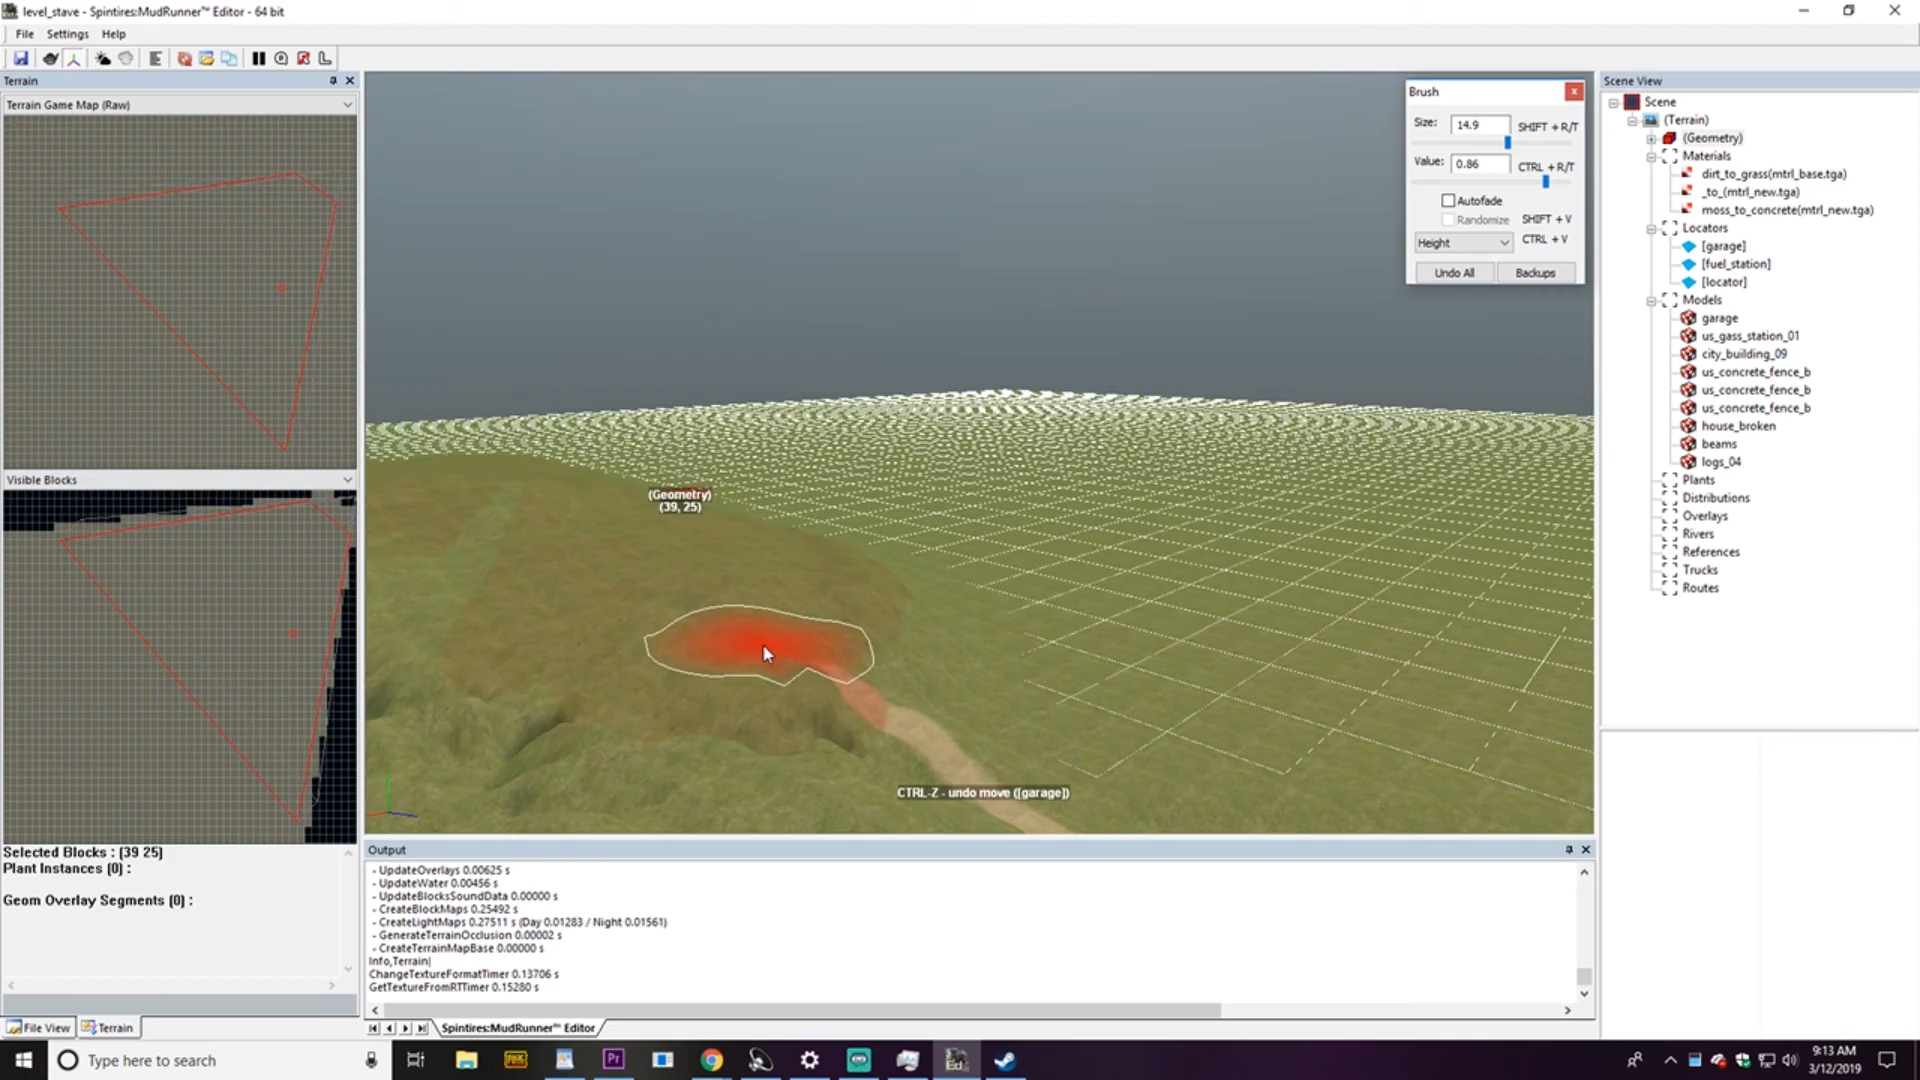 level_stave - Spintires:MudRunner™ Editor - 64 bit
File Settings Help
Terrain
Terrain Game Map (Raw)
Visible Blocks
Selected Blocks : (39 25)
Plant Instances (0) :
Geom Overlay Segments (0) :
File View Terrain
(Geometry)
(39, 25)
CTRL-Z - undo move ([garage])
Brush
Size: 14.9 SHIFT + R/T
Value: 0.86 CTRL + R/T
Autofade
Randomize SHIFT + V
Height CTRL + V
Undo All Backups
Output
- UpdateOverlays 0.00625 s
- UpdateWater 0.00456 s
- UpdateBlocksSoundData 0.00000 s
- CreateBlockMaps 0.25492 s
- CreateLightMaps 0.27511 s (Day 0.01283 / Night 0.01561)
- GenerateTerrainOcclusion 0.00002 s
- CreateTerrainMapBase 0.00000 s
Info,Terrain|
ChangeTextureFormatTimer 0.13706 s
GetTextureFromRTTimer 0.15280 s
Spintires:MudRunner™ Editor
Scene View
Scene
(Terrain)
(Geometry)
Materials
dirt_to_grass(mtrl_base.tga)
_to_(mtrl_new.tga)
moss_to_concrete(mtrl_new.tga)
Locators
[garage]
[fuel_station]
[locator]
Models
garage
us_gass_station_01
city_building_09
us_concrete_fence_b
us_concrete_fence_b
us_concrete_fence_b
house_broken
beams
logs_04
Plants
Distributions
Overlays
Rivers
References
Trucks
Routes
Type here to search
Pr
Ed
9:13 AM
3/12/2019